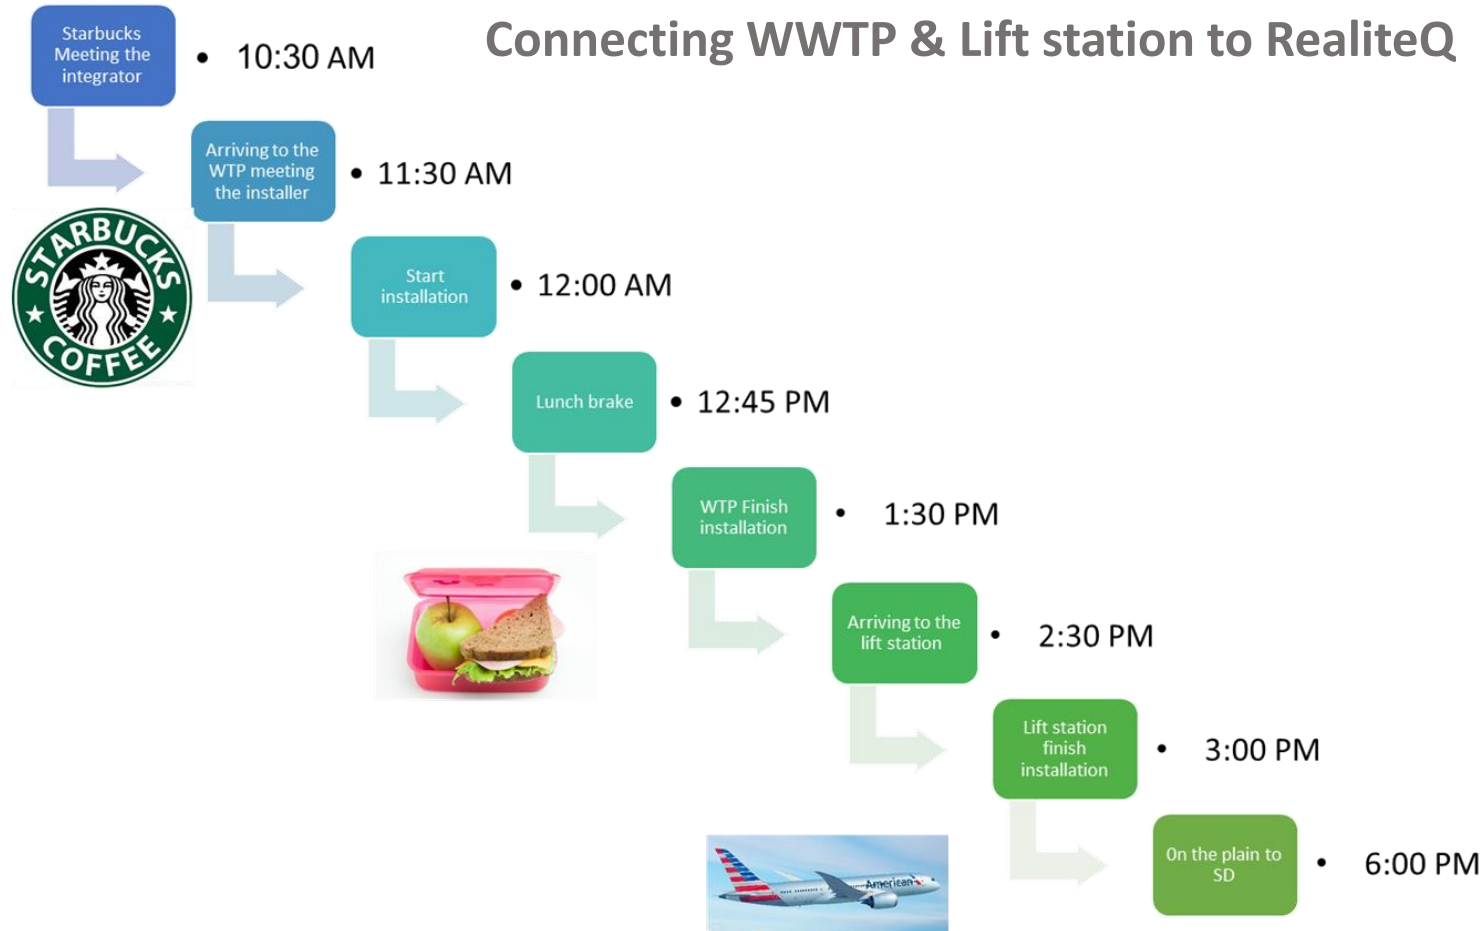 Connecting WWTP & Lift station to RealiteQ
Starbucks
Meeting the
integrator
• 10:30 AM
Arriving to the
WTP meeting
the installer
• 11:30 AM
STARBUCKS
COFFEE
Start
installation
• 12:00 AM
Lunch brake
• 12:45 PM
WTP Finish
installation
• 1:30 PM
Arriving to the
lift station
• 2:30 PM
Lift station
finish
installation
• 3:00 PM
American
On the plain to
SD
• 6:00 PM